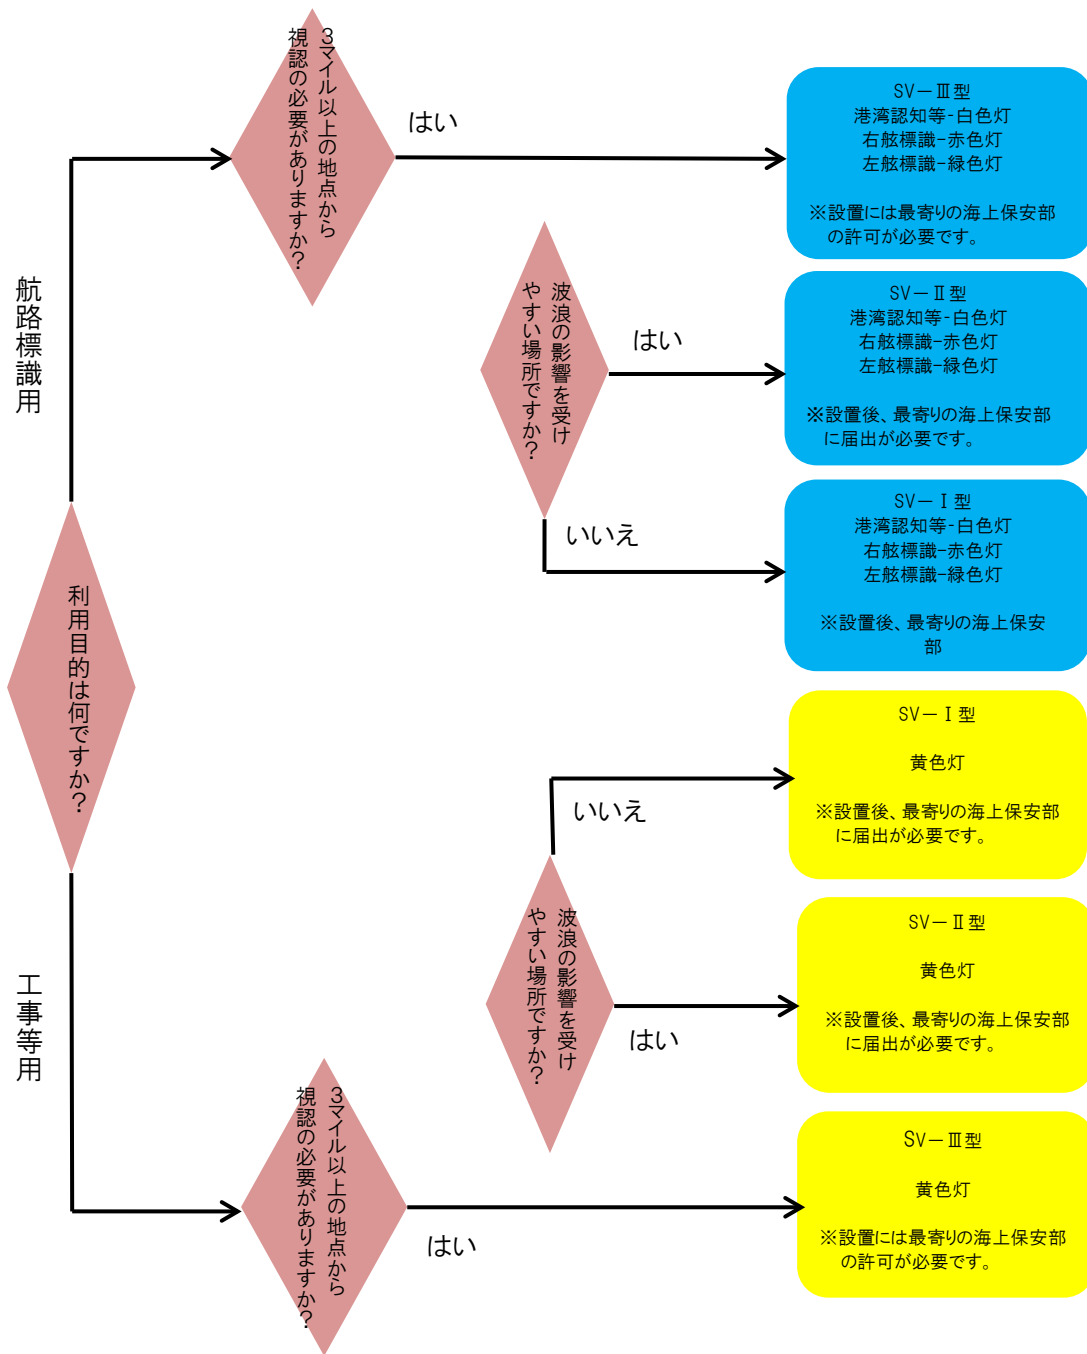 利用目的は何ですか？
航路標識用
３マイル以上の地点から
視認の必要がありますか？
はい
SV－Ⅲ型
港湾認知等-白色灯
右舷標識-赤色灯
左舷標識-緑色灯
※設置には最寄りの海上保安部
の許可が必要です。
波浪の影響を受け
やすい場所ですか？
はい
SV－Ⅱ型
港湾認知等-白色灯
右舷標識-赤色灯
左舷標識-緑色灯
※設置後、最寄りの海上保安部
に届出が必要です。
いいえ
SV－Ⅰ型
港湾認知等-白色灯
右舷標識-赤色灯
左舷標識-緑色灯
※設置後、最寄りの海上保安
部
いいえ
SV－Ⅰ型
黄色灯
※設置後、最寄りの海上保安部
に届出が必要です。
波浪の影響を受け
やすい場所ですか？
はい
SV－Ⅱ型
黄色灯
※設置後、最寄りの海上保安部
に届出が必要です。
工事等用
３マイル以上の地点から
視認の必要がありますか？
はい
SV－Ⅲ型
黄色灯
※設置には最寄りの海上保安部
の許可が必要です。